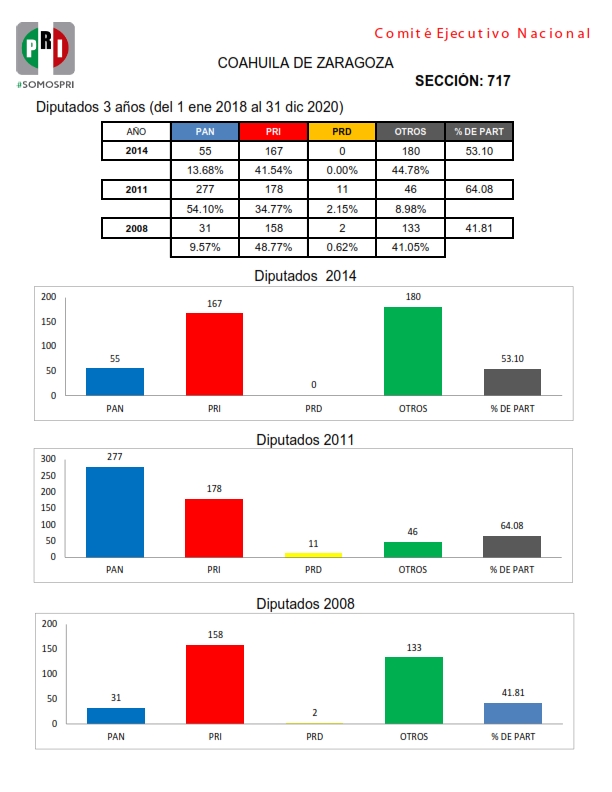 Comité Ejecutivo Nacional
PRI
#SOMOSPRI
COAHUILA DE ZARAGOZA
SECCIÓN: 717
Diputados 3 años (del 1 ene 2018 al 31 dic 2020)
AÑO PAN PRI PRD OTROS % DE PART
2014 55 167 0 180 53.10
13.68% 41.54% 0.00% 44.78%
2011 277 178 11 46 64.08
54.10% 34.77% 2.15% 8.98%
2008 31 158 2 133 41.81
9.57% 48.77% 0.62% 41.05%
Diputados 2014
200
150
100
50
0
55 167 0 180 53.10
PAN PRI PRD OTROS % DE PART
Diputados 2011
300
250
200
150
100
50
0
277 178 11 46 64.08
PAN PRI PRD OTROS % DE PART
Diputados 2008
200
150
100
50
0
31 158 2 133 41.81
PAN PRI PRD OTROS % DE PART